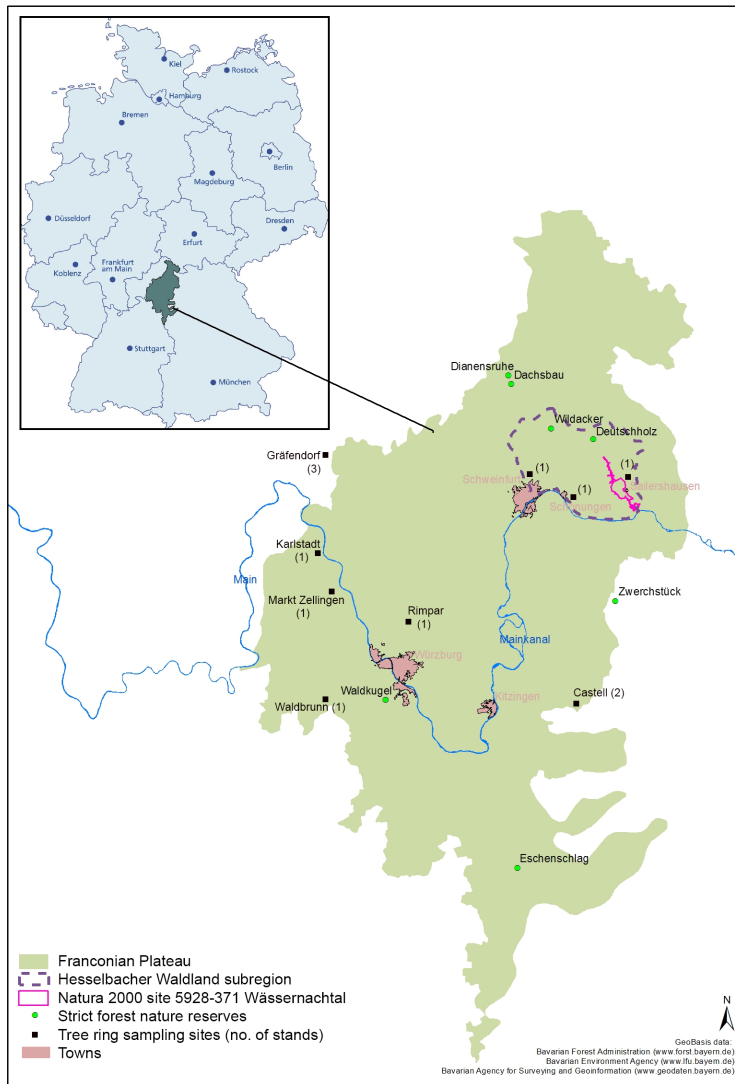 Kiel
Rostock
Hamburg
Bremen
Berlin
Magdeburg
Düsseldorf
Dresden
Erfurt
Koblenz
Frankfurt
am Main
Stuttgart
München
Dianensruhe
Dachsbau
Wildacker
Deutschholz
Gräfendorf
(3)
Schweinfurt
(1)
(1)
Schonungen
(1)
Sailershausen
Karlstadt
(1)
Main
Markt Zellingen
(1)
Rimpar
(1)
Zwerchstück
Mainkanal
Würzburg
Waldkugel
Waldbrunn (1)
Kitzingen
Castell (2)
Eschenschlag
Franconian Plateau
Hesselbacher Waldland subregion
Natura 2000 site 5928-371 Wässernachtal
Strict forest nature reserves
Tree ring sampling sites (no. of stands)
Towns
N
GeoBasis data:
Bavarian Forest Administration (www.forst.bayern.de)
Bavarian Environment Agency (www.lfu.bayern.de)
Bavarian Agency for Surveying and Geoinformation (www.geodaten.bayern.de)